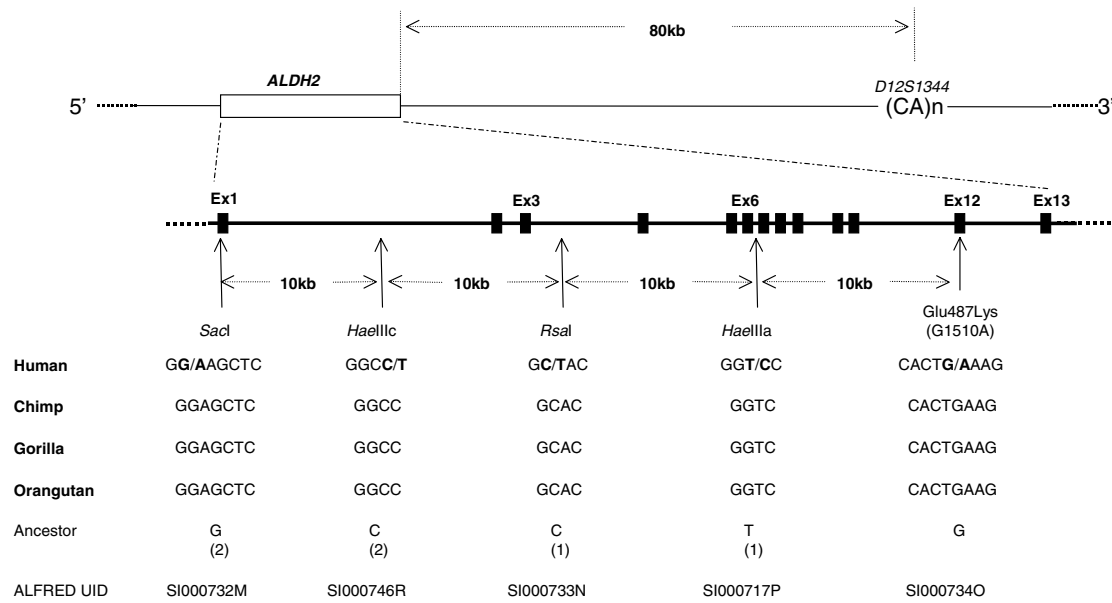 80kb
ALDH2
D12S1344
5’ (CA)n 3’
Ex1 Ex3 Ex6 Ex12 Ex13
10kb 10kb 10kb 10kb
SacI HaeIIIc RsaI HaeIIIa Glu487Lys
(G1510A)
Human GG/AAGCTC GGCC/T GC/TAC GGT/CC CACTG/AAAG
Chimp GGAGCTC GGCC GCAC GGTC CACTGAAG
Gorilla GGAGCTC GGCC GCAC GGTC CACTGAAG
Orangutan GGAGCTC GGCC GCAC GGTC CACTGAAG
Ancestor G C C T G
(2) (2) (1) (1)
ALFRED UID SI000732M SI000746R SI000733N SI000717P SI000734O